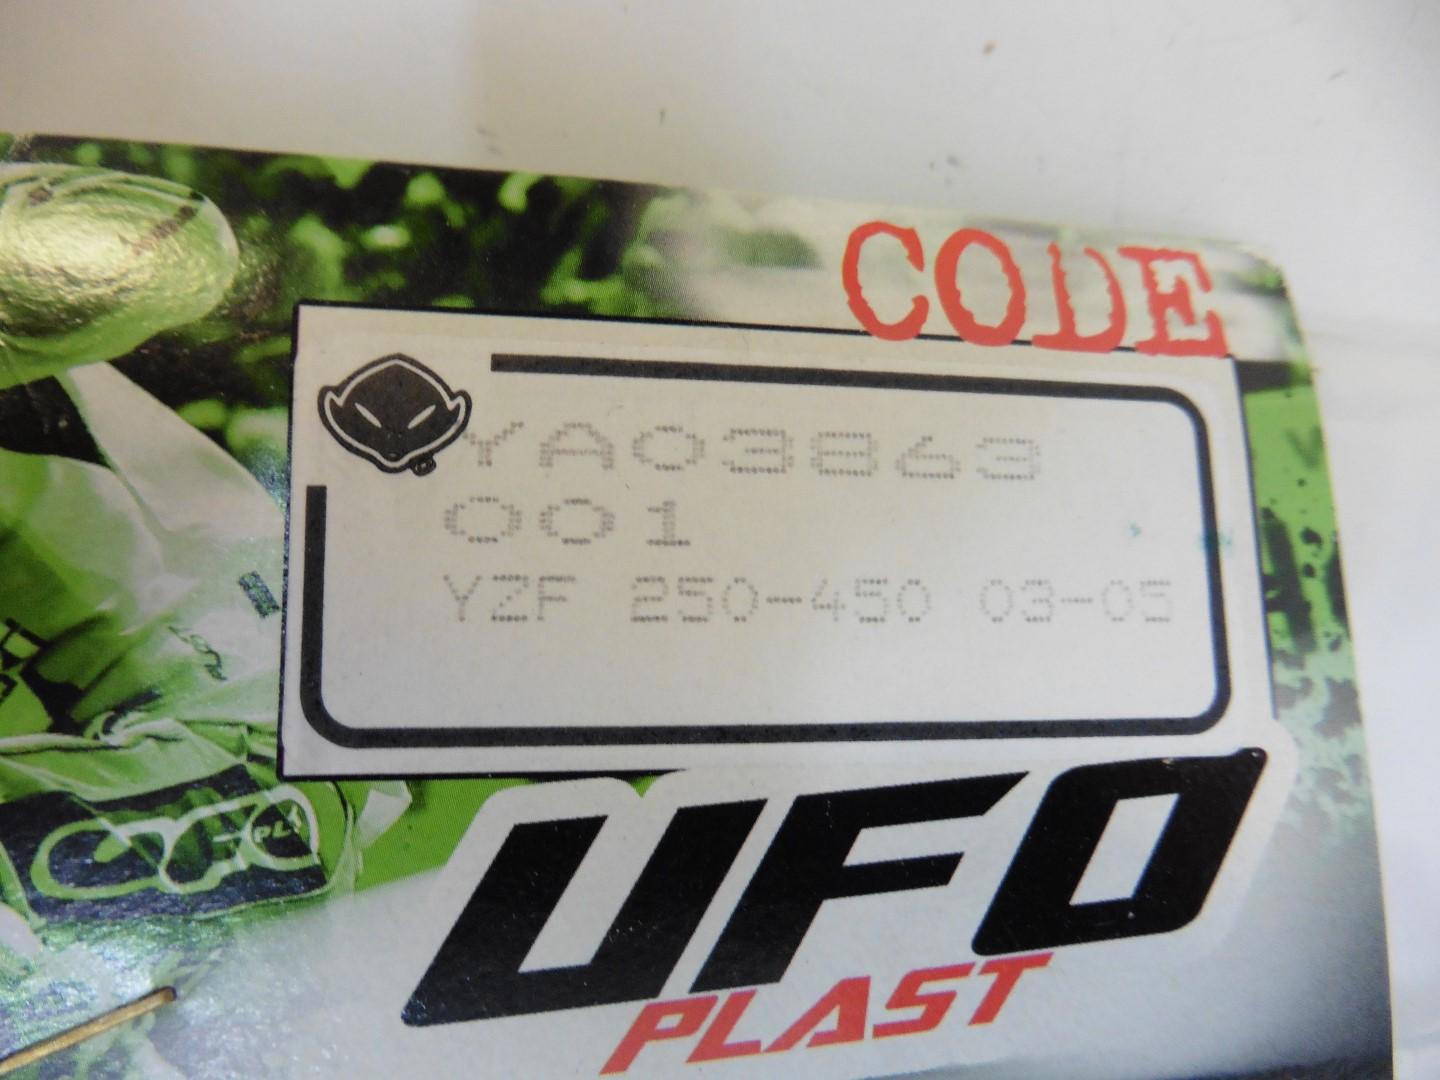 CODE
YA03863
001
YZF 250-450 03-05
UFO
PLAST